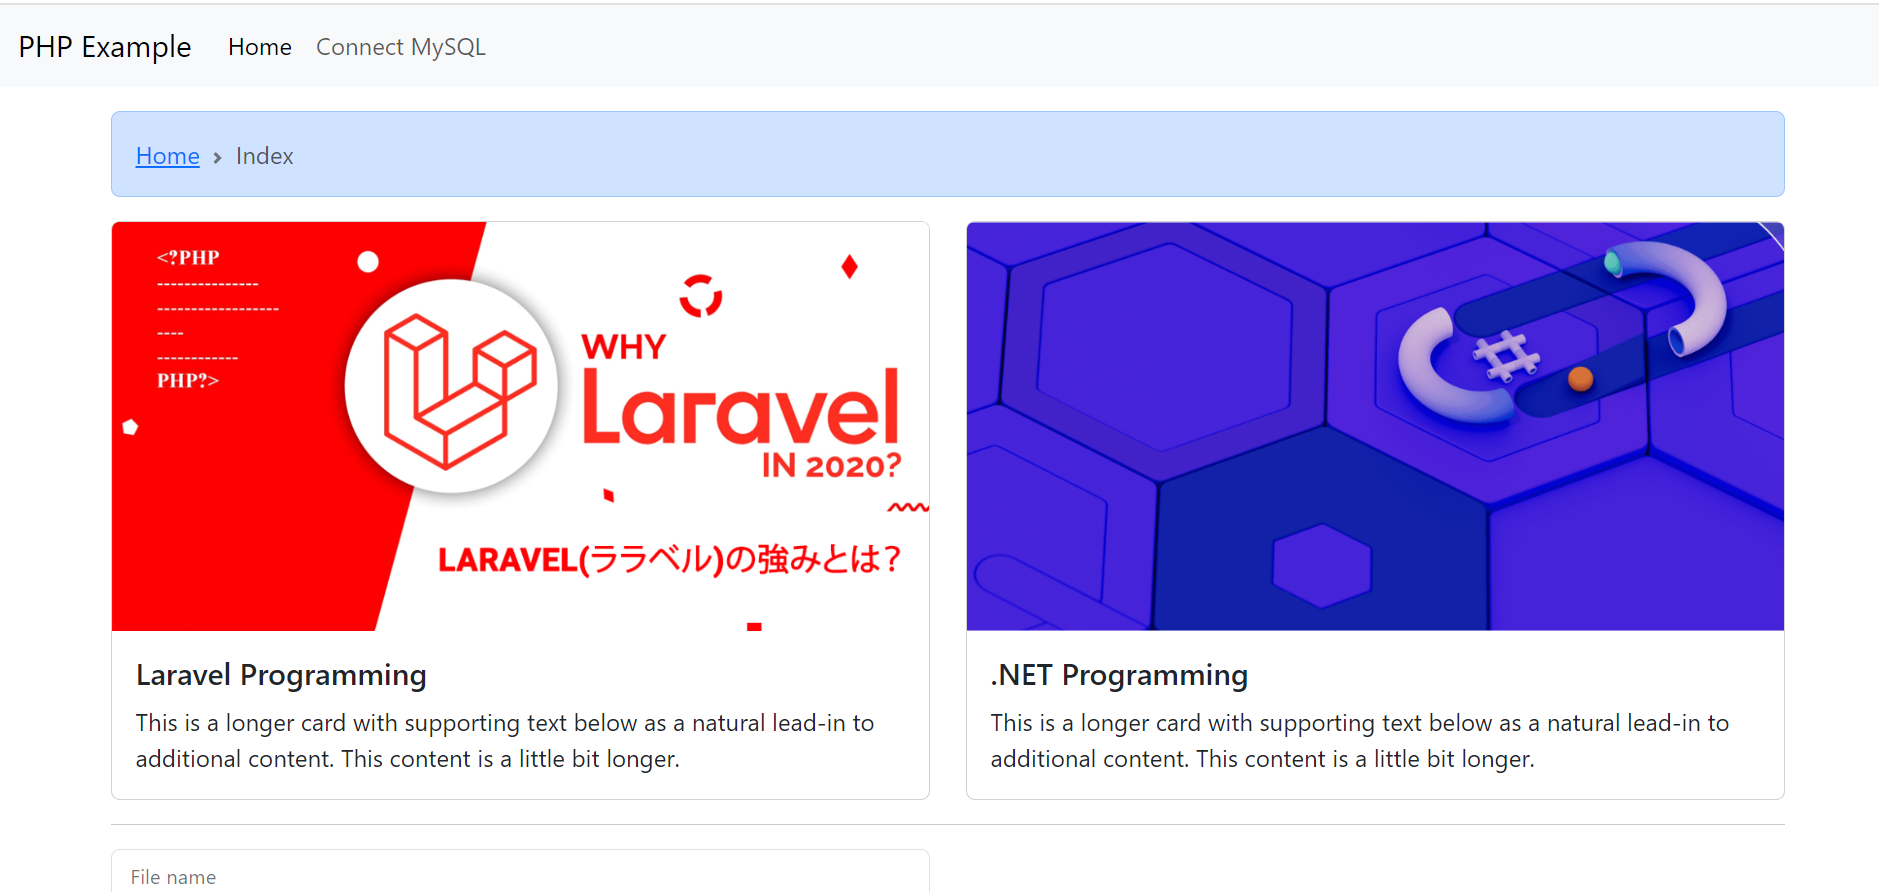 PHP Example Home Connect MySQL
Home › Index
<?PHP
---------------
------------------
----
------------
PHP?>
WHY
Laravel
IN 2020?
LARAVEL(ララベル)の強みとは?
Laravel Programming
This is a longer card with supporting text below as a natural lead-in to
additional content. This content is a little bit longer.
.NET Programming
This is a longer card with supporting text below as a natural lead-in to
additional content. This content is a little bit longer.
File name